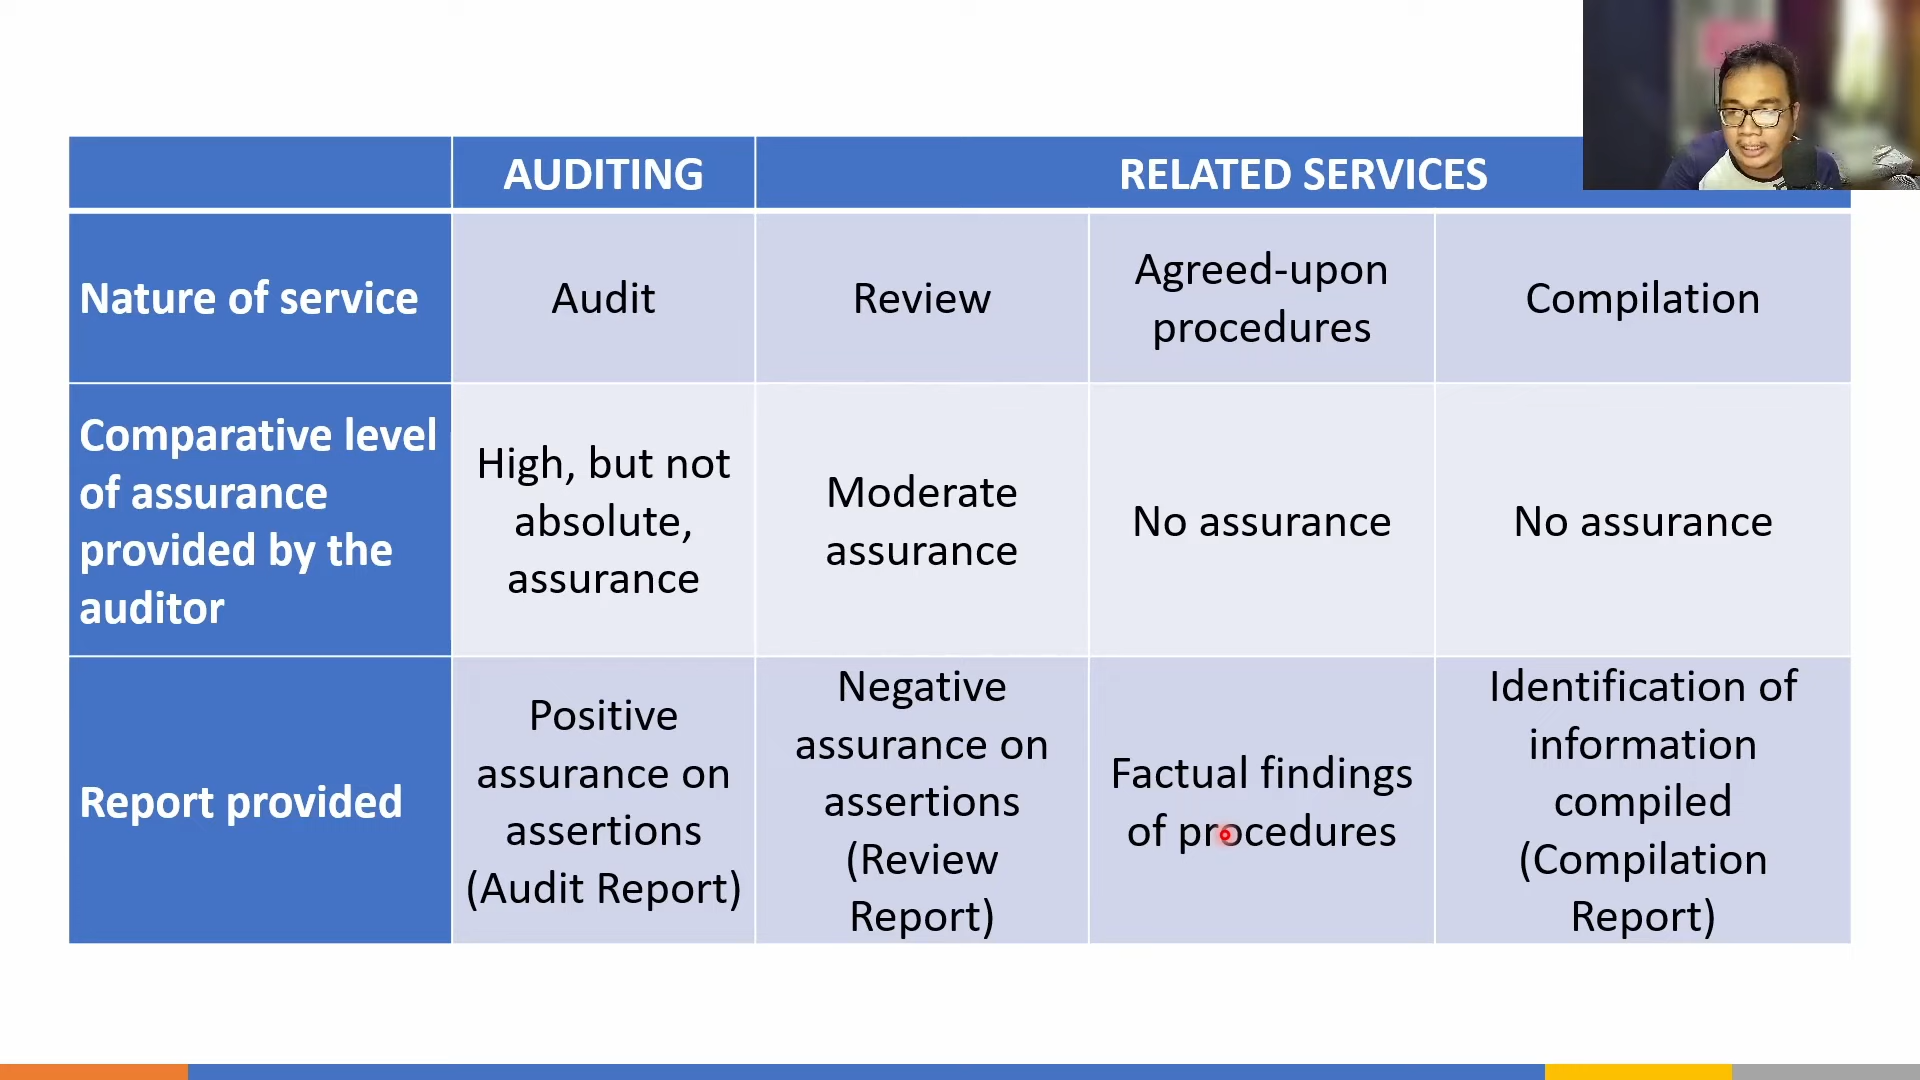 AUDITING
RELATED SERVICES
Nature of service
Audit
Review
Agreed-upon
procedures
Compilation
Comparative level
of assurance
provided by the
auditor
High, but not
absolute,
assurance
Moderate
assurance
No assurance
No assurance
Report provided
Positive
assurance on
assertions
(Audit Report)
Negative
assurance on
assertions
(Review
Report)
Factual findings
of procedures
Identification of
information
compiled
(Compilation
Report)